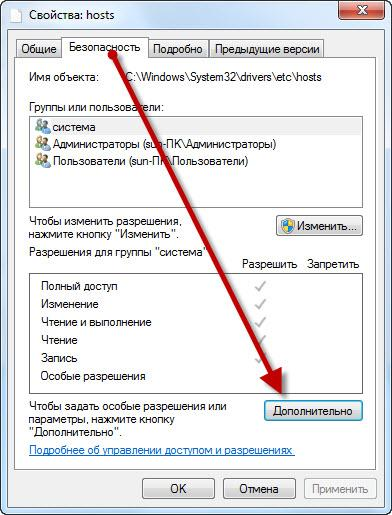 Свойства: hosts
Общие Безопасность Подробно Предыдущие версии
Имя объекта: C:\Windows\System32\drivers\etc\hosts
Группы или пользователи:
система
Администраторы (sun-ПК\Администраторы)
Пользователи (sun-ПК\Пользователи)
Чтобы изменить разрешения,
нажмите кнопку "Изменить".
Изменить...
Разрешения для группы "система"
Разрешить Запретить
Полный доступ
Изменение
Чтение и выполнение
Чтение
Запись
Особые разрешения
Чтобы задать особые разрешения или
параметры, нажмите кнопку
"Дополнительно".
Дополнительно
Подробнее об управлении доступом и разрешениях.
OK Отмена Применить